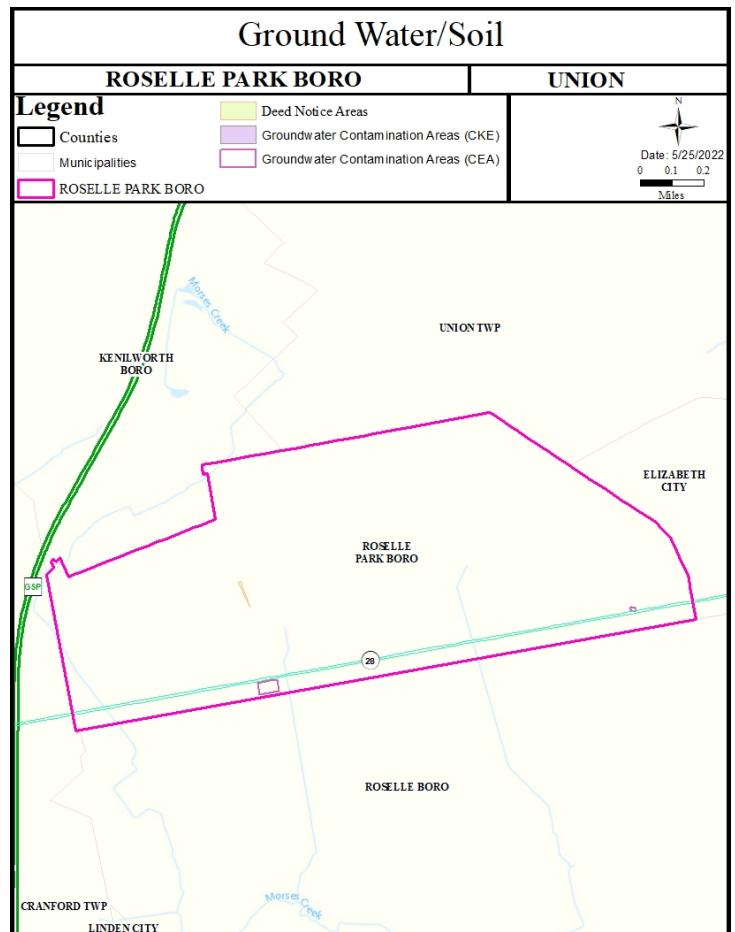 Ground Water/Soil
ROSELLE PARK BORO
UNION
Legend
Counties
Municipalities
ROSELLE PARK BORO
Deed Notice Areas
Groundwater Contamination Areas (CKE)
Groundwater Contamination Areas (CEA)
N
Date: 5/25/2022
0 0.1 0.2
Miles
Morses Creek
UNION TWP
KENILWORTH
BORO
ELIZABETH
CITY
ROSELLE
PARK BORO
GSP
28
ROSELLE BORO
CRANFORD TWP
Morses Creek
LINDEN CITY